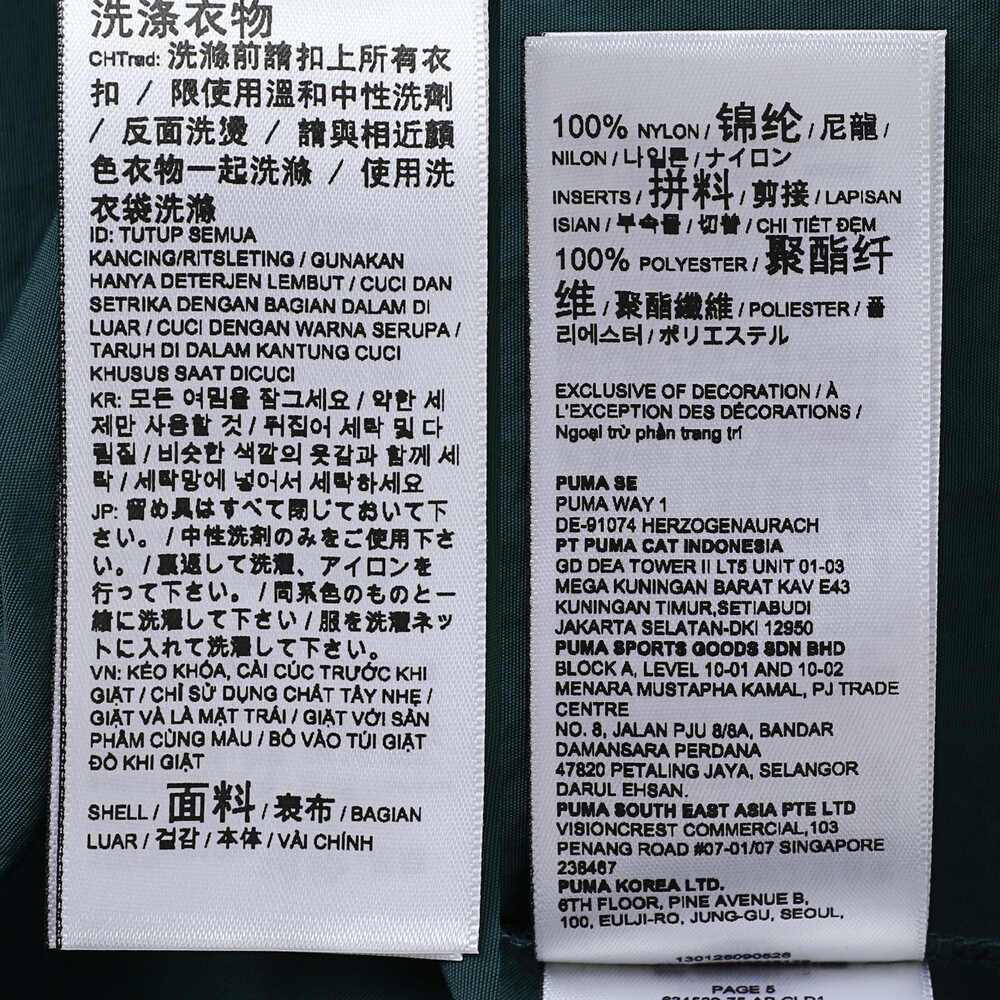 洗涤衣物
CHTrad: 洗滌前請扣上所有衣
扣 / 限使用溫和中性洗劑
/ 反面洗燙 / 請與相近顏
色衣物一起洗滌 / 使用洗
衣袋洗滌
ID: TUTUP SEMUA
KANCING/RITSLETING / GUNAKAN
HANYA DETERJEN LEMBUT / CUCI DAN
SETRIKA DENGAN BAGIAN DALAM DI
LUAR / CUCI DENGAN WARNA SERUPA /
TARUH DI DALAM KANTUNG CUCI
KHUSUS SAAT DICUCI
KR: 모든 여밈을 잠그세요 / 약한 세
제만 사용할 것 / 뒤집어 세탁 및 다
림질 / 비슷한 색깔의 옷감과 함께 세
탁 / 세탁망에 넣어서 세탁하세요
JP: 留め具はすべて閉じておいて下
さい。 / 中性洗剤のみをご使用下さ
い。 / 裏返して洗濯、アイロンを
行って下さい。 / 同系色のものと一
緒に洗濯して下さい / 服を洗濯ネッ
トに入れて洗濯して下さい。
VN: KÉO KHÓA, CÀI CÚC TRƯỚC KHI
GIẶT / CHỈ SỬ DỤNG CHẤT TẨY NHẸ /
GIẶT VÀ LÀ MẶT TRÁI / GIẶT VỚI SẢN
PHẨM CÙNG MÀU / BỎ VÀO TÚI GIẶT
ĐỒ KHI GIẶT
SHELL / 面料 / 表布 / BAGIAN
LUAR / 겉감 / 本体 / VẢI CHÍNH
100% NYLON / 锦纶 / 尼龍 /
NILON / 나일론 / ナイロン
INSERTS / 拼料 / 剪接 / LAPISAN
ISIAN / 부속물 / 切替 / CHI TIẾT ĐỆM
100% POLYESTER / 聚酯纤
维 / 聚酯纖維 / POLIESTER / 폴
리에스터 / ポリエステル
EXCLUSIVE OF DECORATION / À
L'EXCEPTION DES DÉCORATIONS /
Ngoại trừ phần trang trí
PUMA SE
PUMA WAY 1
DE-91074 HERZOGENAURACH
PT PUMA CAT INDONESIA
GD DEA TOWER II LT5 UNIT 01-03
MEGA KUNINGAN BARAT KAV E43
KUNINGAN TIMUR,SETIABUDI
JAKARTA SELATAN-DKI 12950
PUMA SPORTS GOODS SDN BHD
BLOCK A, LEVEL 10-01 AND 10-02
MENARA MUSTAPHA KAMAL, PJ TRADE
CENTRE
NO. 8, JALAN PJU 8/8A, BANDAR
DAMANSARA PERDANA
47820 PETALING JAYA, SELANGOR
DARUL EHSAN.
PUMA SOUTH EAST ASIA PTE LTD
VISIONCREST COMMERCIAL,103
PENANG ROAD #07-01/07 SINGAPORE
238467
PUMA KOREA LTD.
6TH FLOOR, PINE AVENUE B,
100, EULJI-RO, JUNG-GU, SEOUL,
PAGE 5